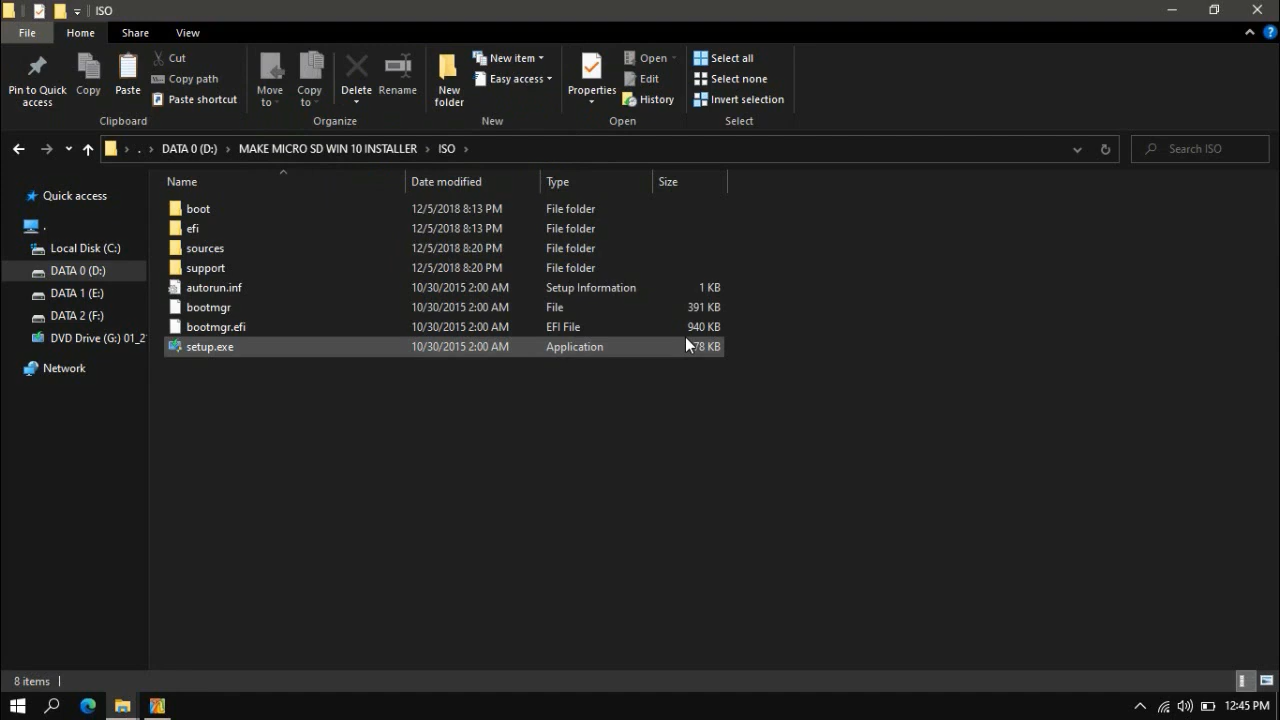 ISO
File Home Share View
Pin to Quick access
Copy
Paste
Cut
Copy path
Paste shortcut
Clipboard
Move to
Copy to
Delete
Rename
Organize
New folder
New item
Easy access
New
Properties
Open
Edit
History
Open
Select all
Select none
Invert selection
Select
. DATA 0 (D:) MAKE MICRO SD WIN 10 INSTALLER ISO
Search ISO
Quick access
.
Local Disk (C:)
DATA 0 (D:)
DATA 1 (E:)
DATA 2 (F:)
DVD Drive (G:) 01_2
Network
Name Date modified Type Size
boot 12/5/2018 8:13 PM File folder
efi 12/5/2018 8:13 PM File folder
sources 12/5/2018 8:20 PM File folder
support 12/5/2018 8:20 PM File folder
autorun.inf 10/30/2015 2:00 AM Setup Information 1 KB
bootmgr 10/30/2015 2:00 AM File 391 KB
bootmgr.efi 10/30/2015 2:00 AM EFI File 940 KB
setup.exe 10/30/2015 2:00 AM Application 78 KB
8 items
12:45 PM